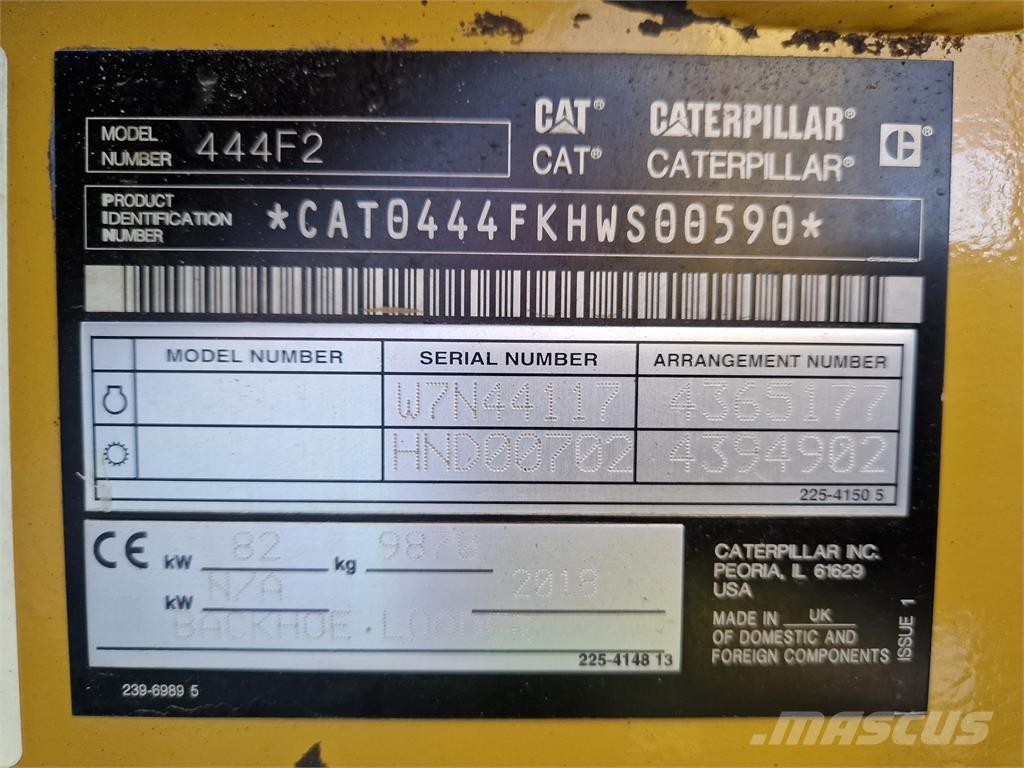 MODEL NUMBER 444F2
CAT® CATERPILLAR®
CAT® CATERPILLAR®
PRODUCT IDENTIFICATION NUMBER *CAT0444FKHWS00590*
MODEL NUMBER SERIAL NUMBER ARRANGEMENT NUMBER
W7N44117 4365177
HND00702 4394902
225-4150 5
CE kW 82 kg 9870
kW N/A 2018
BACKHOE LOADER
225-4148 13
239-6989 5
CATERPILLAR INC.
PEORIA, IL 61629
USA
MADE IN UK
OF DOMESTIC AND
FOREIGN COMPONENTS
ISSUE 1
MASCUS